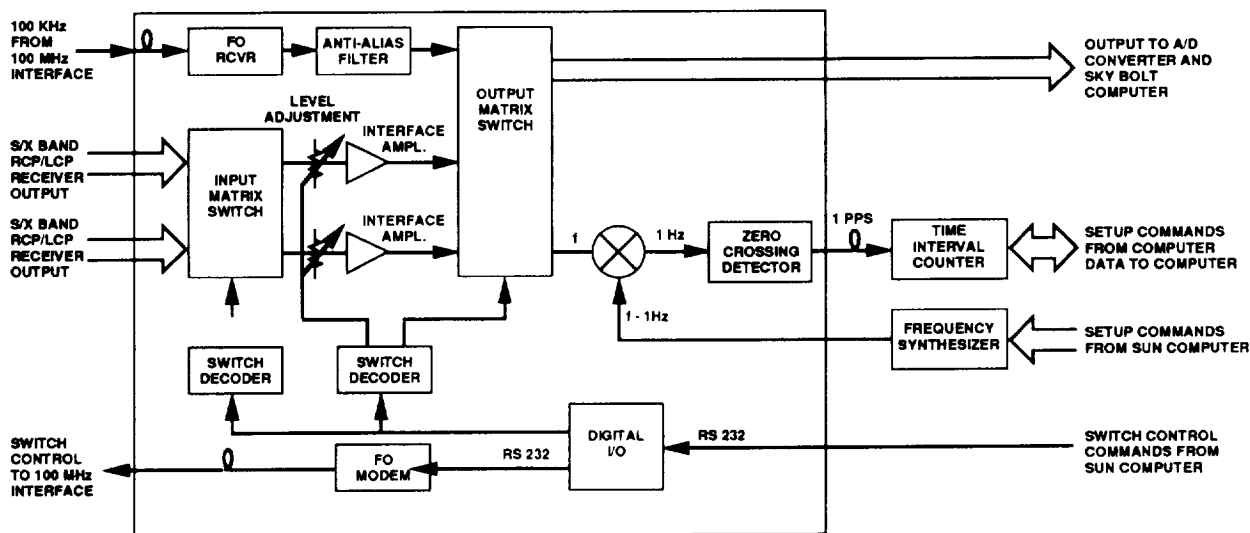 100 KHz
FROM
100 MHz
INTERFACE
FO
RCVR
ANTI-ALIAS
FILTER
OUTPUT
MATRIX
SWITCH
OUTPUT TO A/D
CONVERTER AND
SKY BOLT
COMPUTER
LEVEL
ADJUSTMENT
INTERFACE
AMPL.
S/X BAND
RCP/LCP
RECEIVER
OUTPUT
INPUT
MATRIX
SWITCH
S/X BAND
RCP/LCP
RECEIVER
OUTPUT
INTERFACE
AMPL.
f
1 Hz
ZERO
CROSSING
DETECTOR
1 PPS
TIME
INTERVAL
COUNTER
SETUP COMMANDS
FROM COMPUTER
DATA TO COMPUTER
f - 1Hz
FREQUENCY
SYNTHESIZER
SETUP COMMANDS
FROM SUN COMPUTER
SWITCH
DECODER
SWITCH
DECODER
SWITCH
CONTROL
TO 100 MHz
INTERFACE
FO
MODEM
RS 232
DIGITAL
I/O
RS 232
SWITCH CONTROL
COMMANDS FROM
SUN COMPUTER